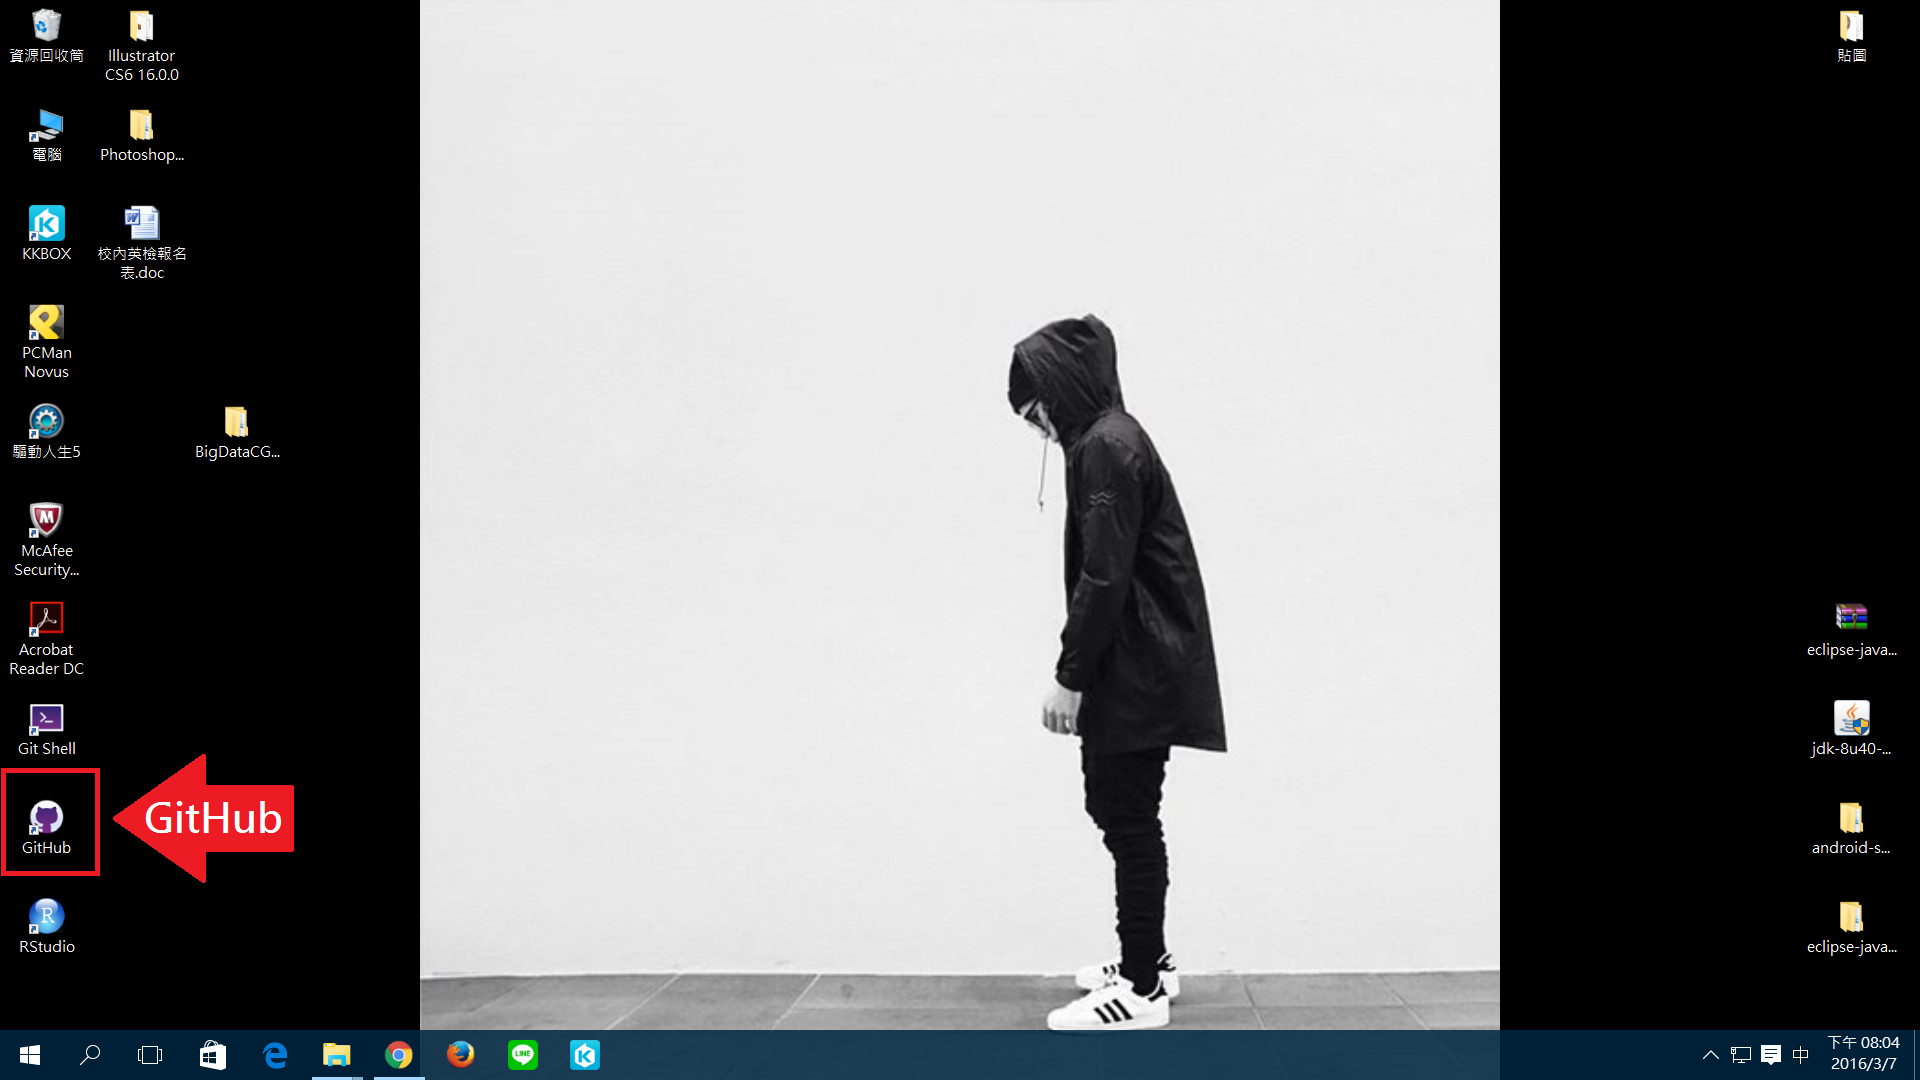 資源回收筒
Illustrator
CS6 16.0.0
貼圖
電腦
Photoshop...
KKBOX
校內英檢報名
表.doc
PCMan
Novus
驅動人生5
BigDataCG...
McAfee
Security...
Acrobat
Reader DC
eclipse-java...
Git Shell
jdk-8u40-...
GitHub
GitHub
android-s...
RStudio
eclipse-java...
LINE
中
下午 08:04
2016/3/7